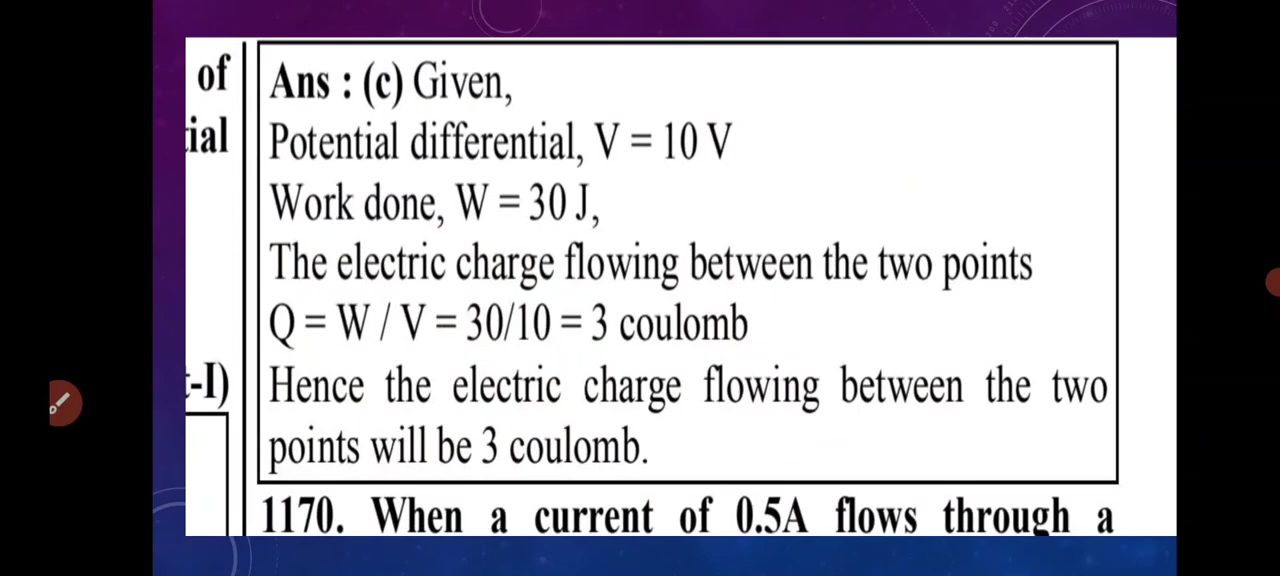 of
ial
-I)
Ans : (c) Given,
Potential differential, V = 10 V
Work done, W = 30 J,
The electric charge flowing between the two points
Q = W / V = 30/10 = 3 coulomb
Hence the electric charge flowing between the two
points will be 3 coulomb.
1170. When a current of 0.5A flows through a